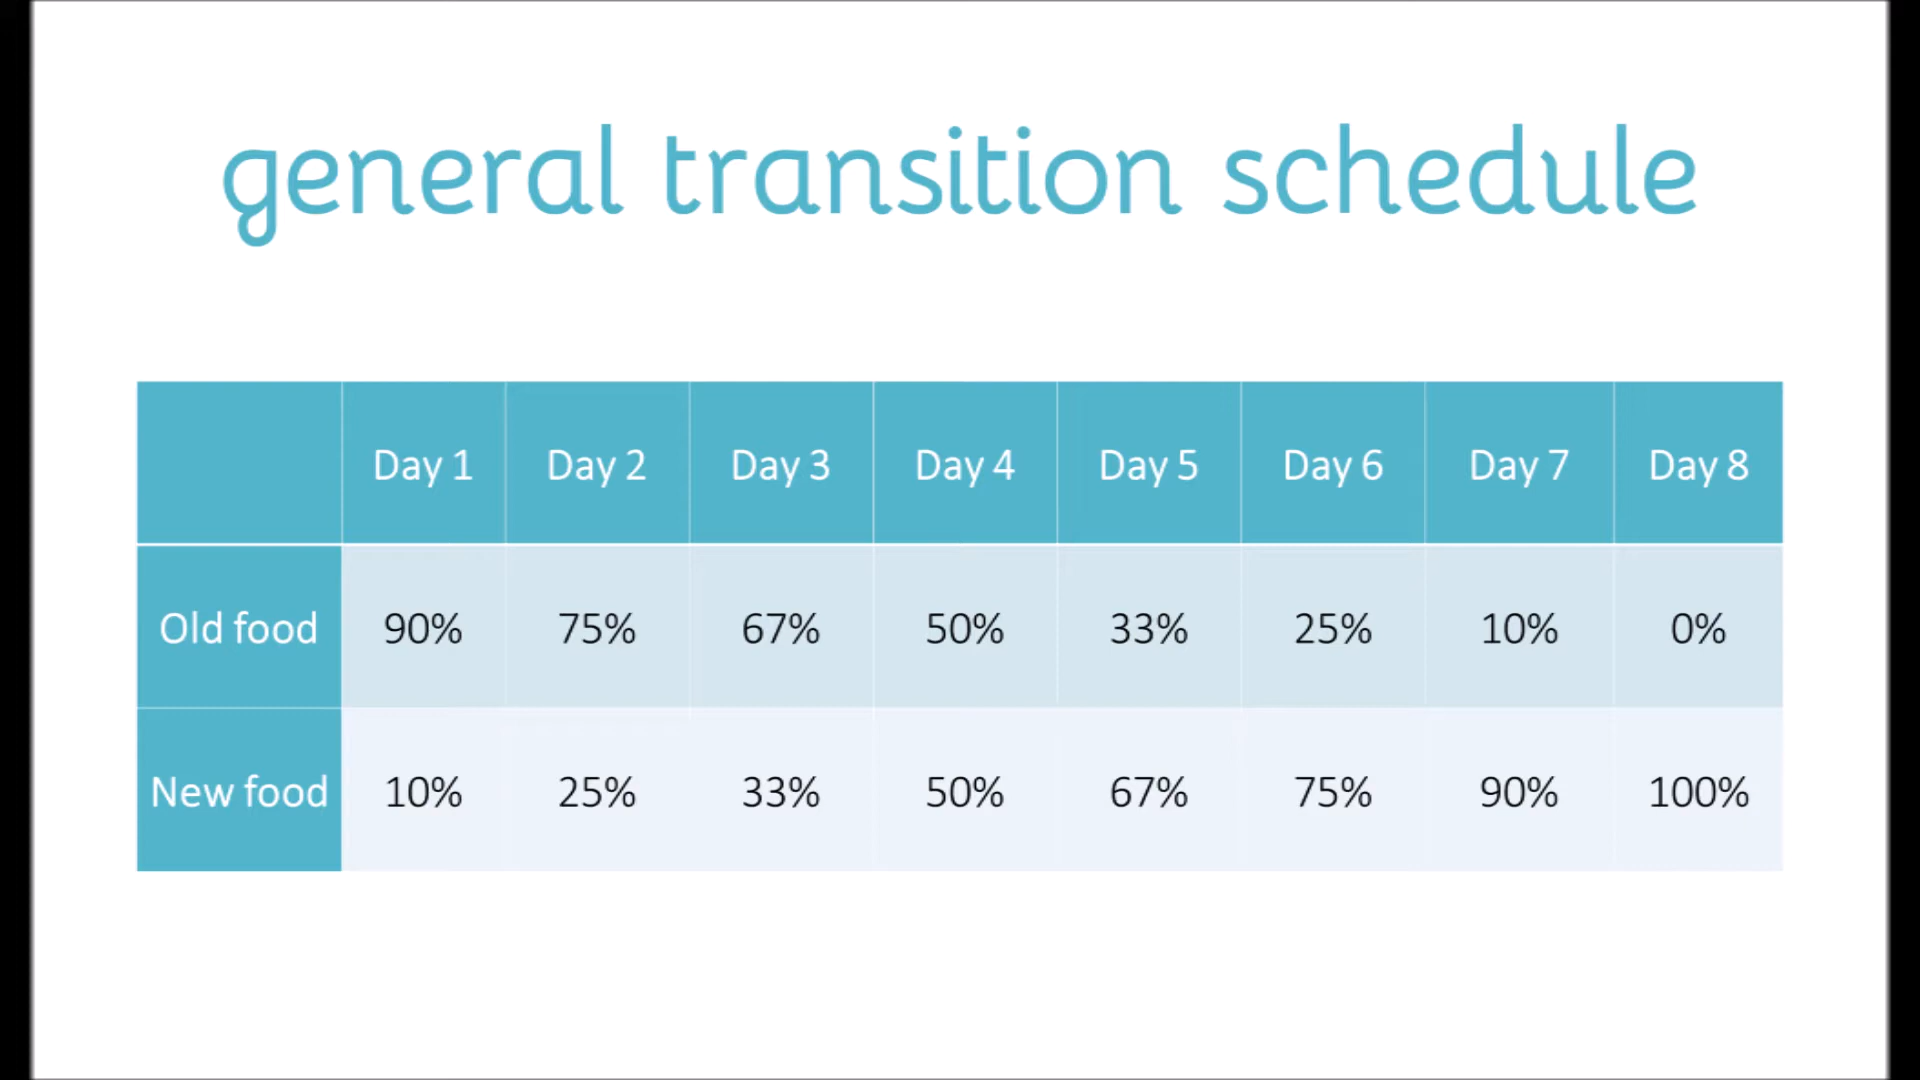 general transition schedule
Day 1 Day 2 Day 3 Day 4 Day 5 Day 6 Day 7 Day 8
Old food 90% 75% 67% 50% 33% 25% 10% 0%
New food 10% 25% 33% 50% 67% 75% 90% 100%